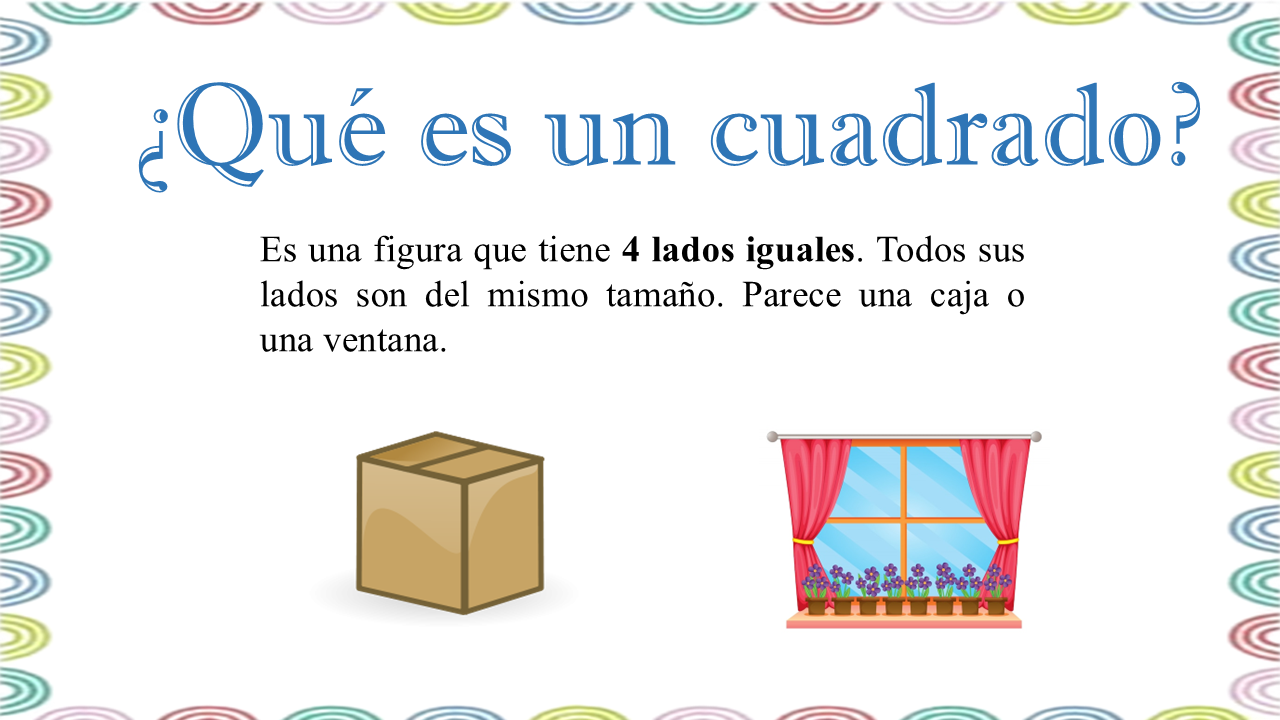 ¿Qué es un cuadrado?
Es una figura que tiene 4 lados iguales. Todos sus
lados son del mismo tamaño. Parece una caja o
una ventana.